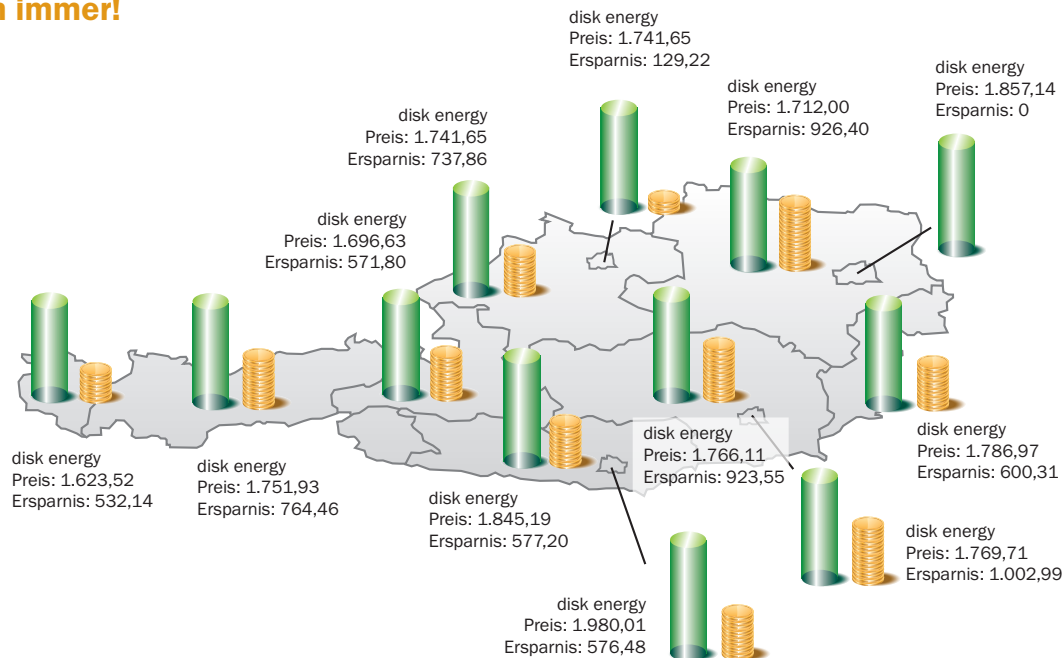 immer!
disk energy
Preis: 1.741,65
Ersparnis: 129,22
disk energy
Preis: 1.857,14
Ersparnis: 0
disk energy
Preis: 1.712,00
Ersparnis: 926,40
disk energy
Preis: 1.741,65
Ersparnis: 737,86
disk energy
Preis: 1.696,63
Ersparnis: 571,80
disk energy
Preis: 1.623,52
Ersparnis: 532,14
disk energy
Preis: 1.751,93
Ersparnis: 764,46
disk energy
Preis: 1.845,19
Ersparnis: 577,20
disk energy
Preis: 1.766,11
Ersparnis: 923,55
disk energy
Preis: 1.786,97
Ersparnis: 600,31
disk energy
Preis: 1.769,71
Ersparnis: 1.002,99
disk energy
Preis: 1.980,01
Ersparnis: 576,48